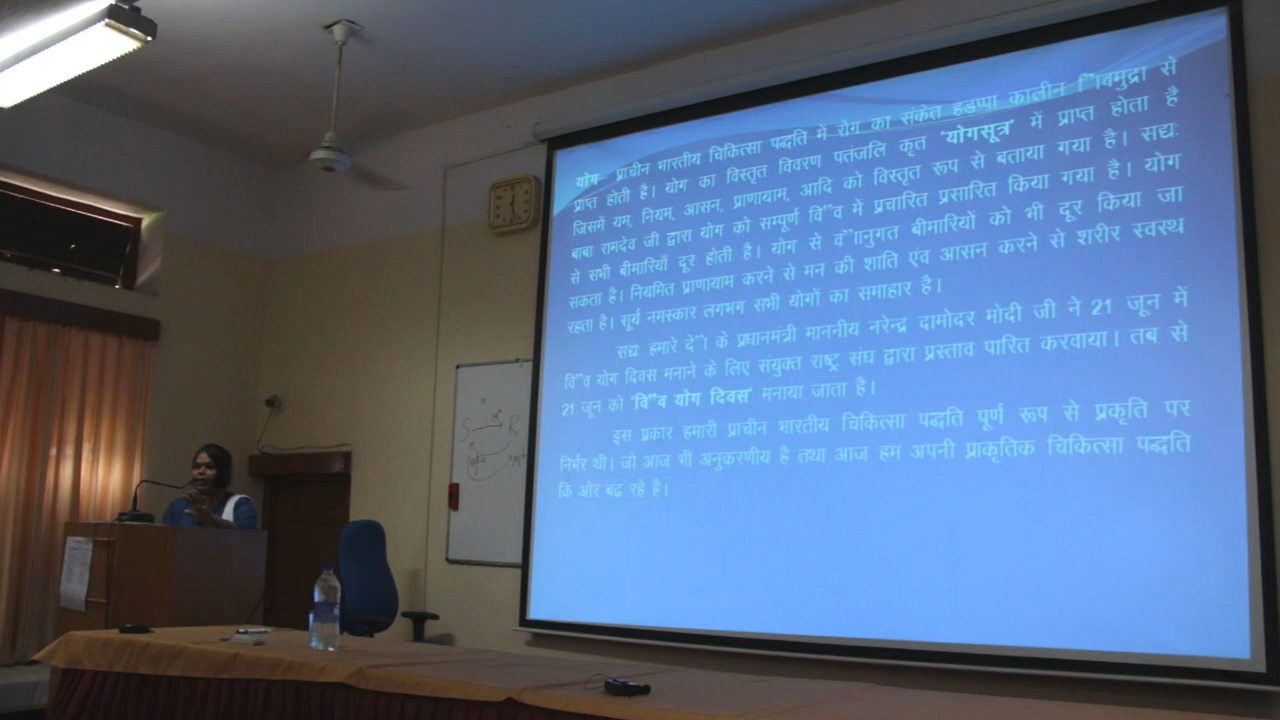 योग– प्राचीन भारतीय चिकित्सा पद्धति में रोग का संकेत हडप्पा कालीन ि”ावमुद्रा से
प्राप्त होती है। योग का विस्तृत विवरण पतंजलि कृत 'योगसूत्र' में प्राप्त होता है
जिसमें यम, नियम, आसन, प्राणायाम, आदि को विस्तृत रूप से बताया गया है। सद्यः
बाबा रामदेव जी द्वारा योग को सम्पूर्ण वि”व में प्रचारित प्रसारित किया गया है। योग
से सभी बीमारियाँ दूर होती है। योग से व”ाानुगत बीमारियों को भी दूर किया जा
सकता है। नियमित प्राणायाम करने से मन की शांति एंव आसन करने से शरीर स्वस्थ
रहता है। सूर्य नमस्कार लगभग सभी योगों का समाहार है।
सद्यः हमारे दे”ा के प्रधानमंत्री माननीय नरेन्द्र दामोदर मोदी जी ने 21 जून में
वि”व योग दिवस मनाने के लिए संयुक्त राष्ट्र संघ द्वारा प्रस्ताव पारित करवाया। तब से
21 जून को 'वि”व योग दिवस' मनाया जाता है।
इस प्रकार हमारी प्राचीन भारतीय चिकित्सा पद्धति पूर्ण रूप से प्रकृति पर
निर्भर थी। जो आज भी अनुकरणीय है तथा आज हम अपनी प्राकृतिक चिकित्सा पद्धति
कि ओर बढ रहे है।
S R